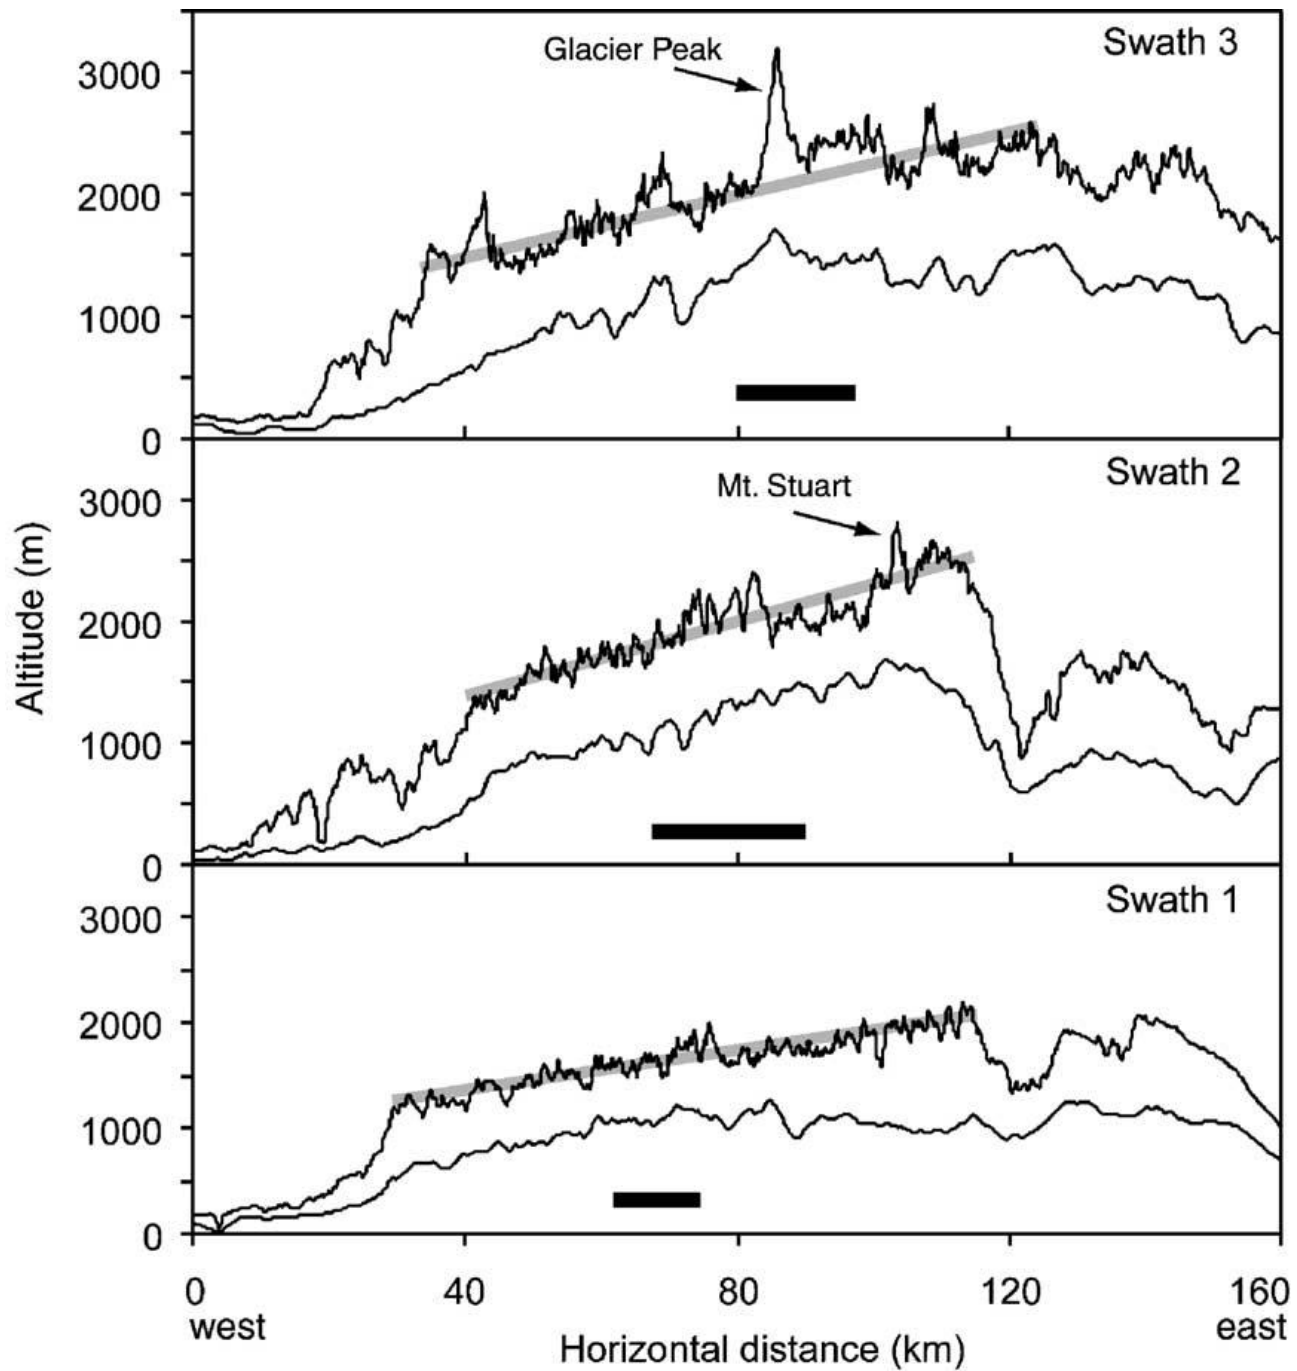 Swath 3
Glacier Peak
3000
2000
1000
0
Swath 2
Mt. Stuart
3000
2000
1000
0
Swath 1
3000
2000
1000
0
Altitude (m)
0 40 80 120 160
west east
Horizontal distance (km)